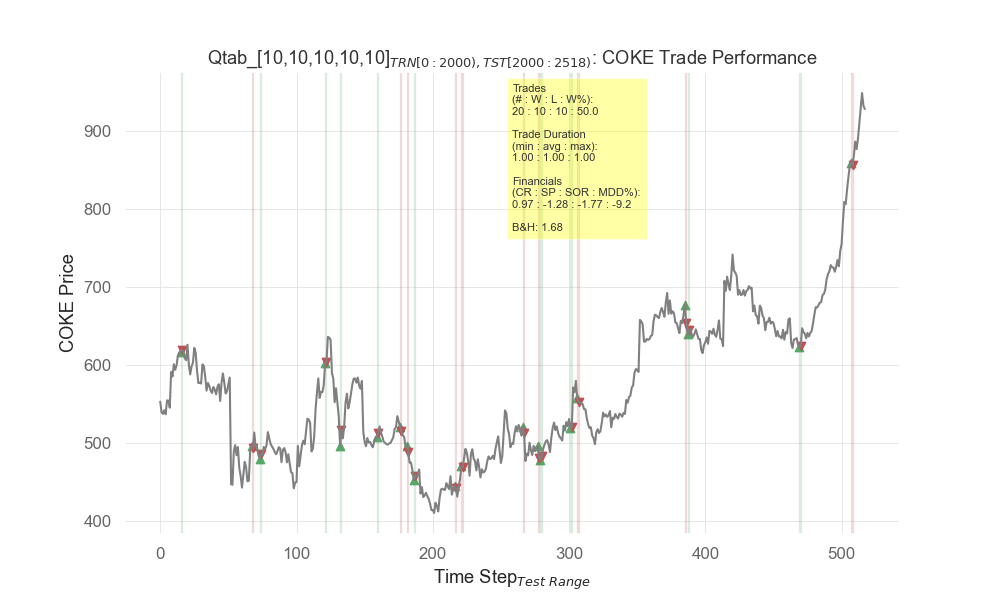 Qtab_[10,10,10,10,10]TRN[0:2000),TST[2000:2518): COKE Trade Performance
Trades
(# : W : L : W%):
20 : 10 : 10 : 50.0
Trade Duration
(min : avg : max):
1.00 : 1.00 : 1.00
Financials
(CR : SP : SOR : MDD%):
0.97 : -1.28 : -1.77 : -9.2
B&H: 1.68
COKE Price
900
800
700
600
500
400
0 100 200 300 400 500
Time Step Test Range